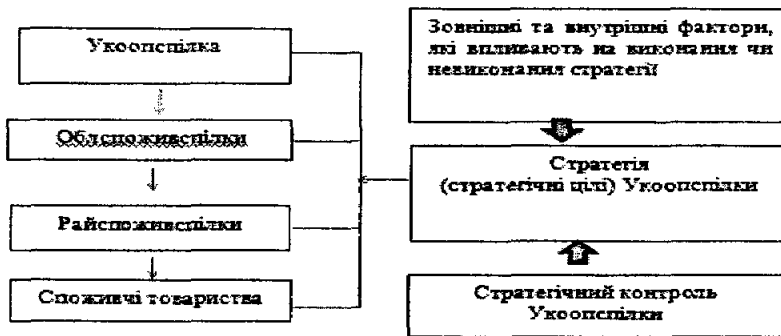 Укоопспілка
Облспоживспілки
Райспоживспілки
Споживчі товариства
Зовнішні та внутрішні фактори,
які впливають на виконання чи
невиконання стратегії
Стратегія
(стратегічні цілі) Укоопспілки
Стратегічний контроль
Укоопспілки